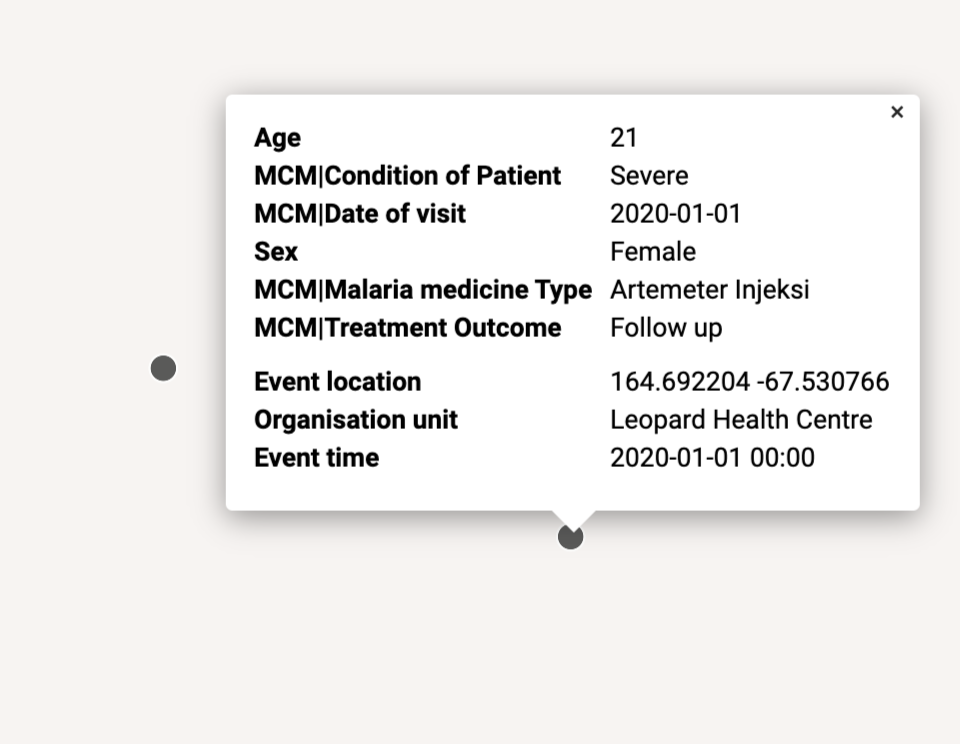 ×
Age 21
MCM|Condition of Patient Severe
MCM|Date of visit 2020-01-01
Sex Female
MCM|Malaria medicine Type Artemeter Injeksi
MCM|Treatment Outcome Follow up
Event location 164.692204 -67.530766
Organisation unit Leopard Health Centre
Event time 2020-01-01 00:00